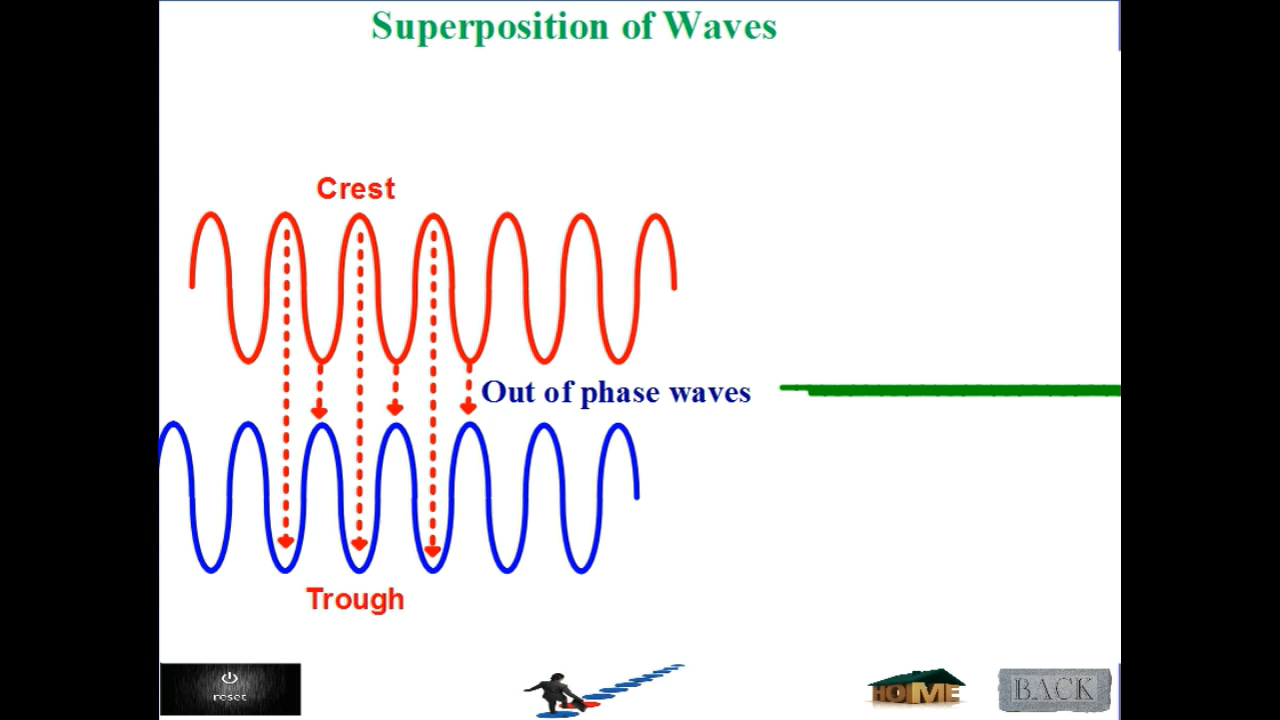 Superposition of Waves
Crest
Out of phase waves
Trough
reset
HOME
BACK